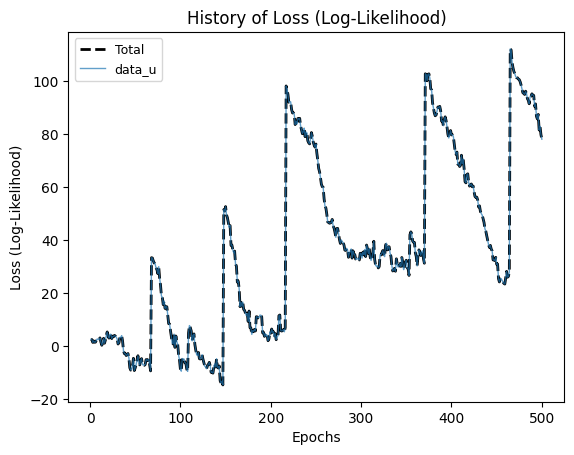 History of Loss (Log-Likelihood)
Total
data_u
100
80
60
40
20
0
−20
Loss (Log-Likelihood)
0
100
200
300
400
500
Epochs